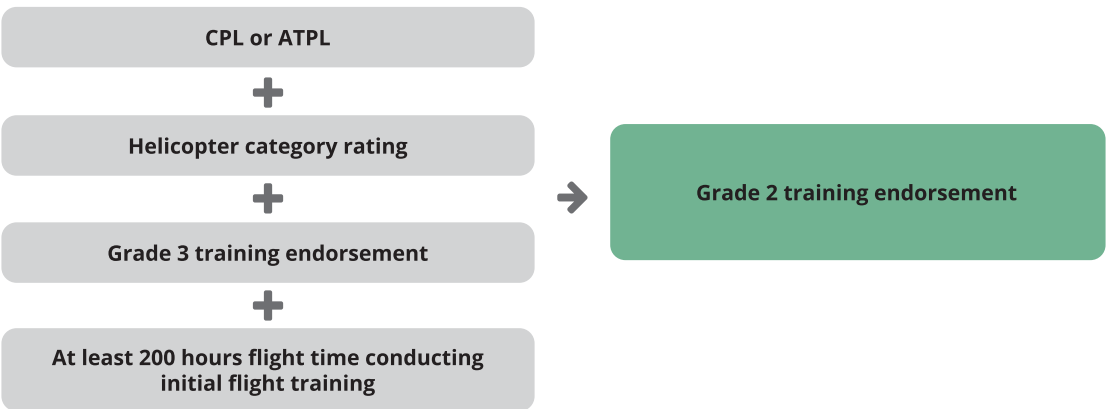 CPL or ATPL
Helicopter category rating
Grade 3 training endorsement
At least 200 hours flight time conducting
initial flight training
Grade 2 training endorsement